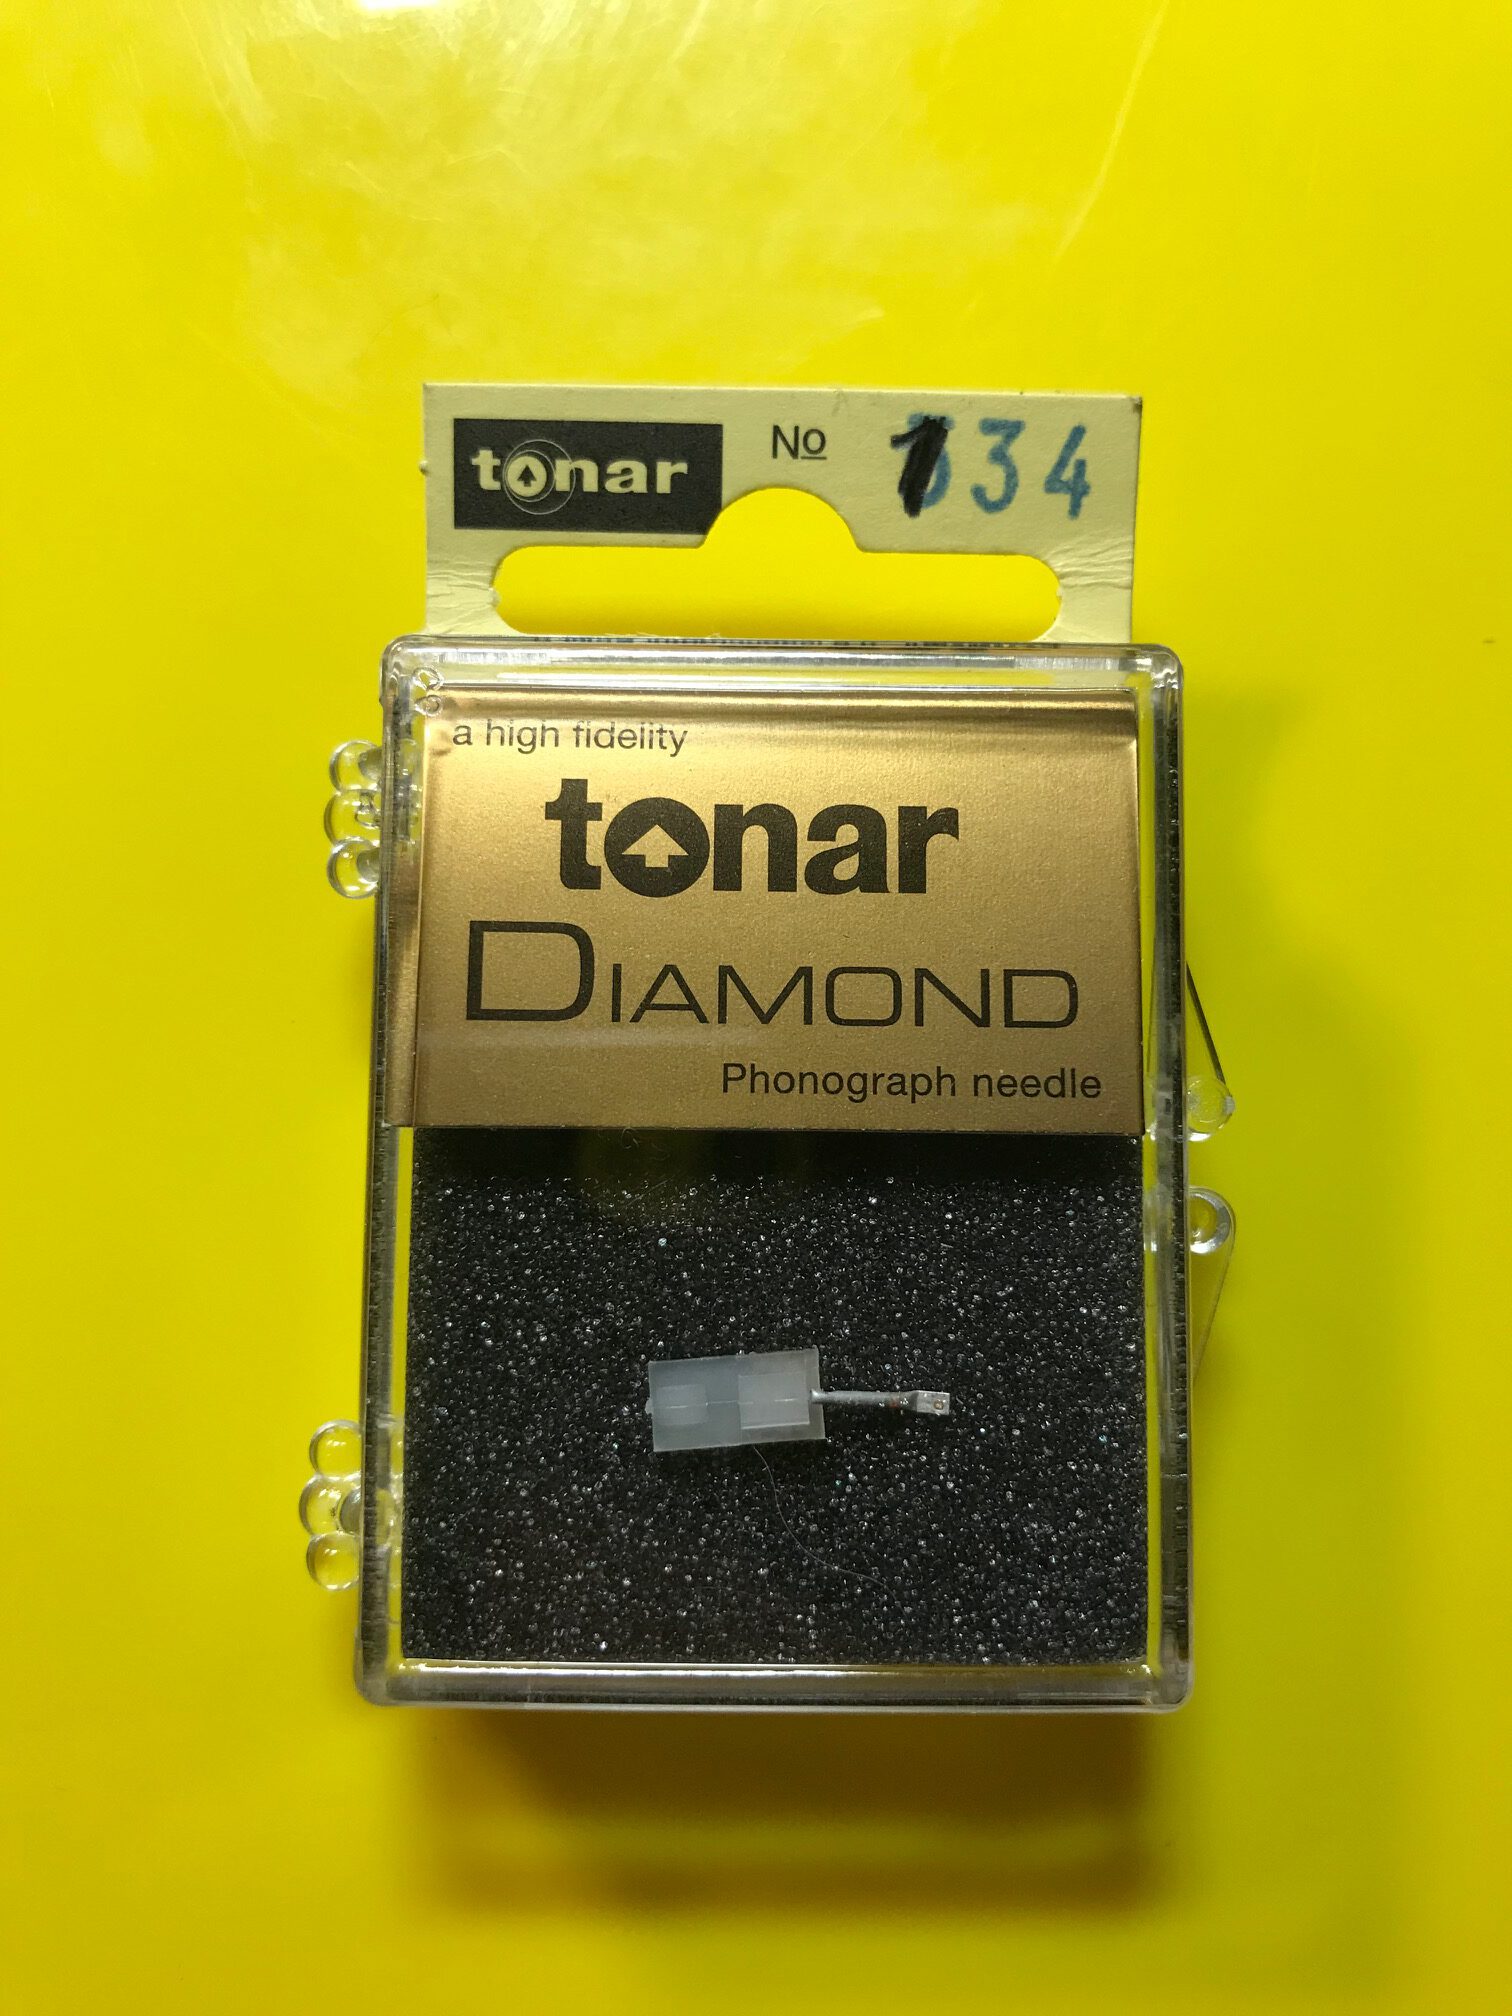 tonar No 134
a high fidelity
tonar
DIAMOND
Phonograph needle